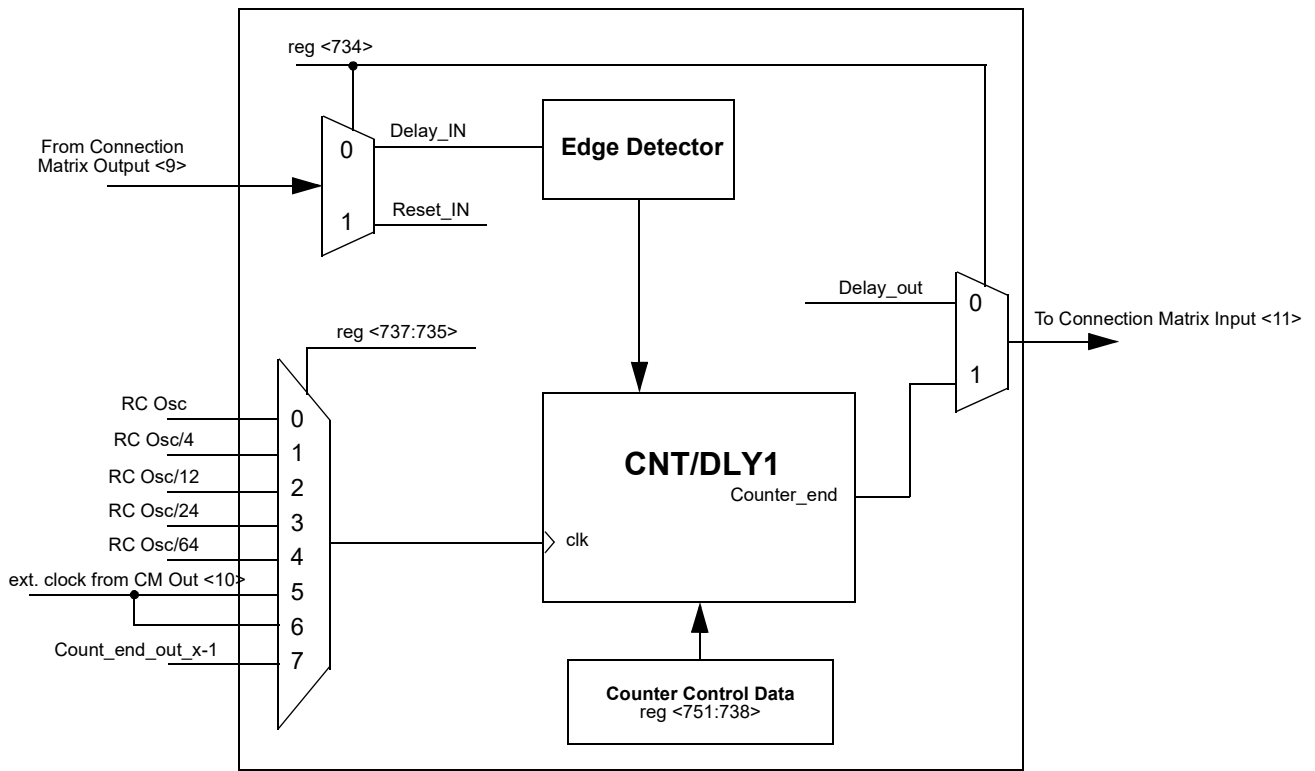 reg <734>
From Connection
Matrix Output <9>
0
1
Delay_IN
Reset_IN
Edge Detector
Delay_out
0
1
To Connection Matrix Input <11>
reg <737:735>
RC Osc
0
RC Osc/4
1
RC Osc/12
2
RC Osc/24
3
RC Osc/64
4
ext. clock from CM Out <10>
5
6
Count_end_out_x-1
7
CNT/DLY1
Counter_end
clk
Counter Control Data
reg <751:738>